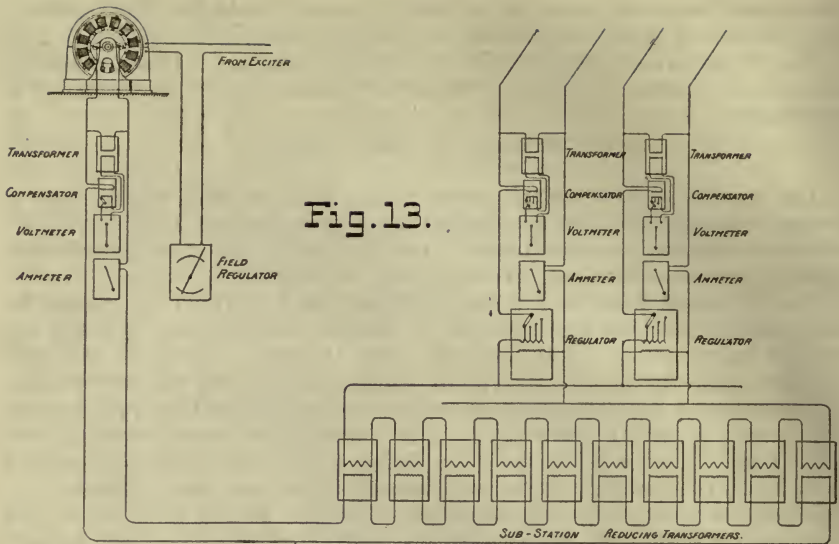 FROM EXCITER
TRANSFORMER
COMPENSATOR
VOLTMETER
AMMETER
FIELD
REGULATOR
Fig.13.
TRANSFORMER
COMPENSATOR
VOLTMETER
AMMETER
REGULATOR
TRANSFORMER
COMPENSATOR
VOLTMETER
AMMETER
REGULATOR
SUB-STATION REDUCING TRANSFORMERS.